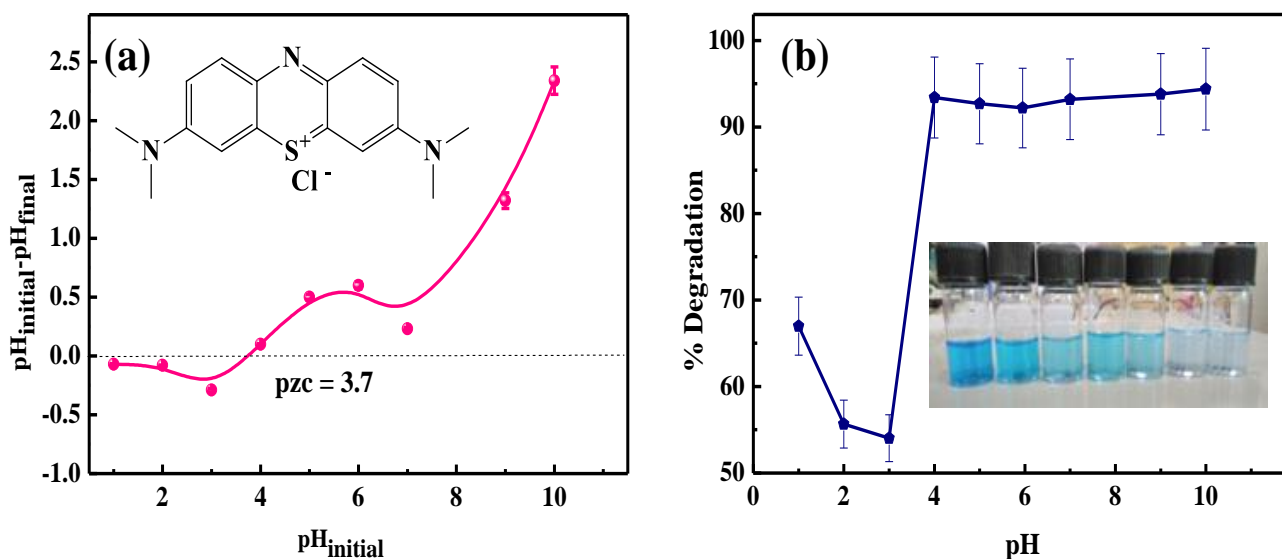 (a)
N
N
S+
N
Cl -
pzc = 3.7
2.5
2.0
1.5
1.0
0.5
0.0
-0.5
-1.0
pHinitial-pHfinal
2 4 6 8 10
pHinitial
(b)
100
90
80
70
60
50
% Degradation
0 2 4 6 8 10
pH